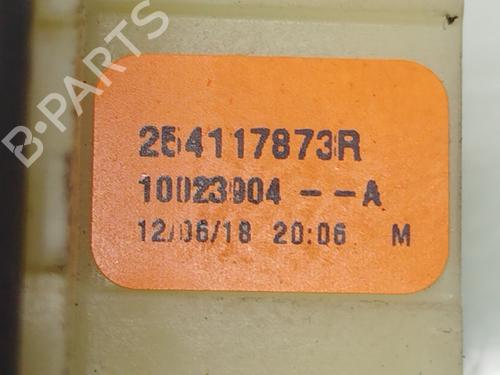 B-PARTS
254117873R
10023904 -- A
12/06/18 20:06 M